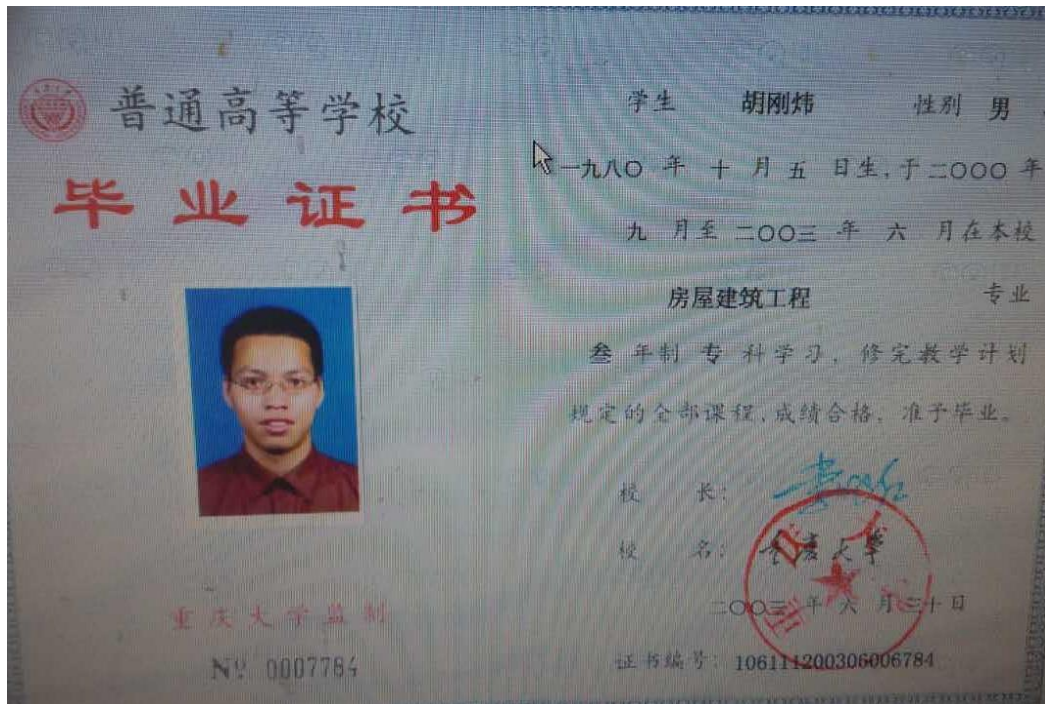 普通高等学校
毕业证书
重庆大学监制
Nº 0007784
学生 胡刚炜 性别 男
一九八〇 年 十 月 五 日生,于二〇〇〇 年
九 月至 二〇〇三 年 六 月在本校
房屋建筑工程 专业
叁 年制 专 科学习,修完教学计划
规定的全部课程,成绩合格,准予毕业。
校 长:
校 名: 重庆大学
二〇〇三 年 六 月三十日
证书编号: 106111200306006784